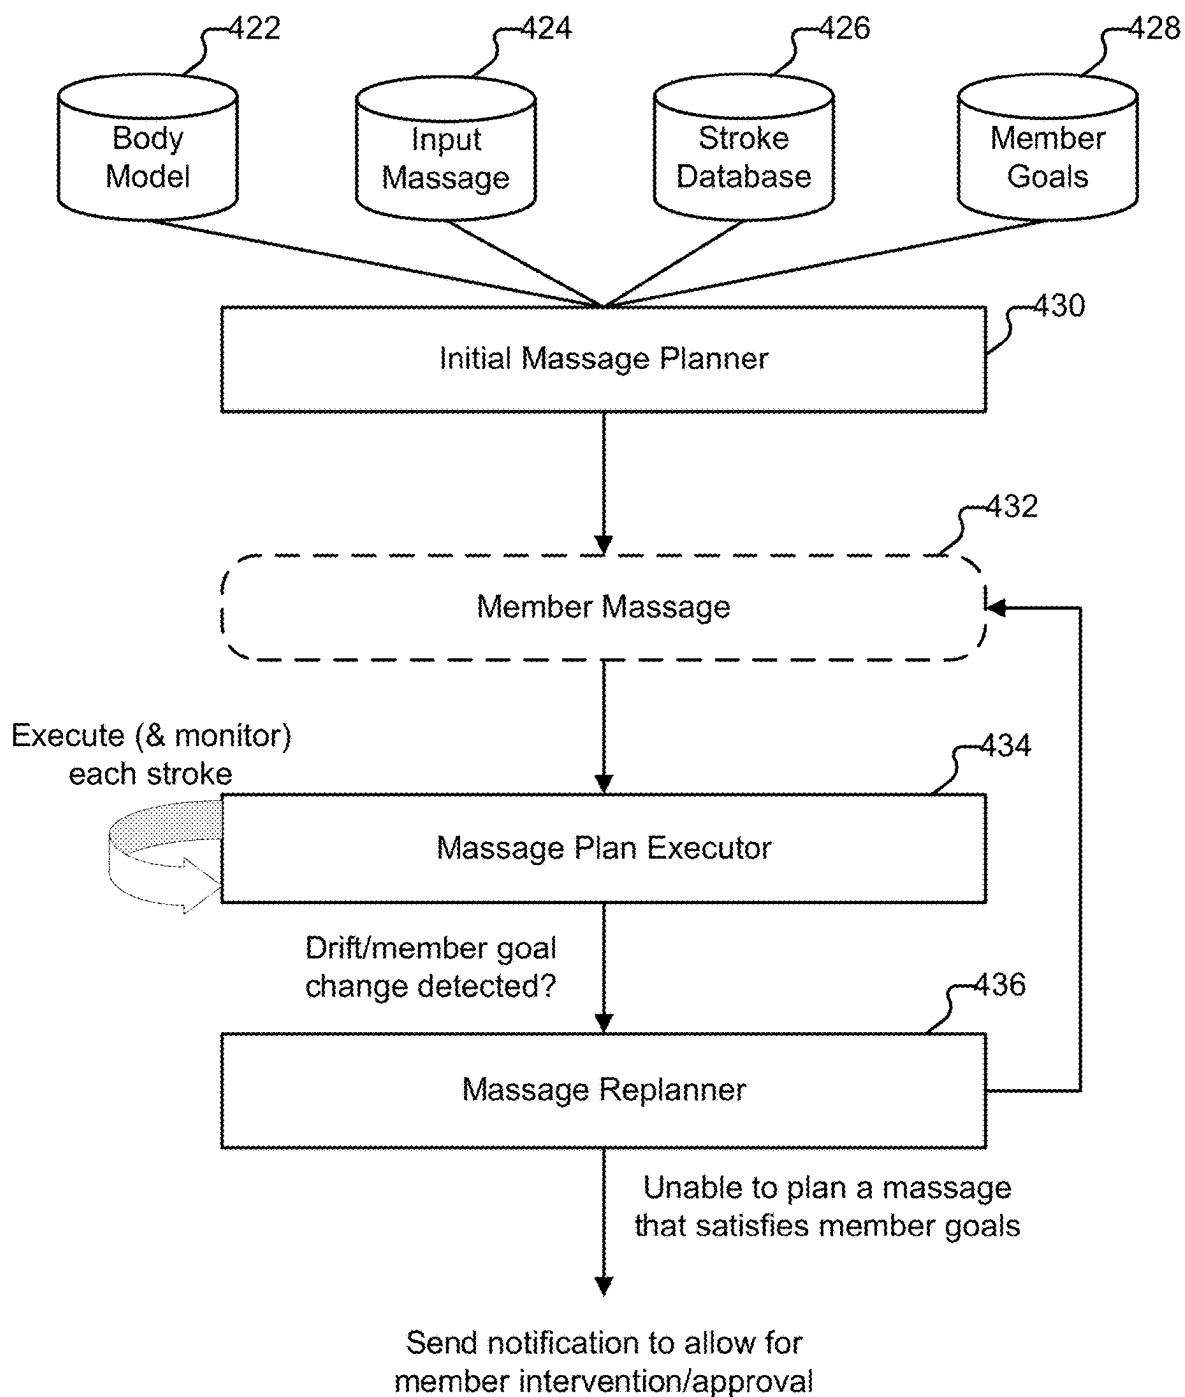 422
424
426
428
Body
Model
Input
Massage
Stroke
Database
Member
Goals
430
Initial Massage Planner
432
Member Massage
Execute (& monitor)
each stroke
434
Massage Plan Executor
Drift/member goal
change detected?
436
Massage Replanner
Unable to plan a massage
that satisfies member goals
Send notification to allow for
member intervention/approval